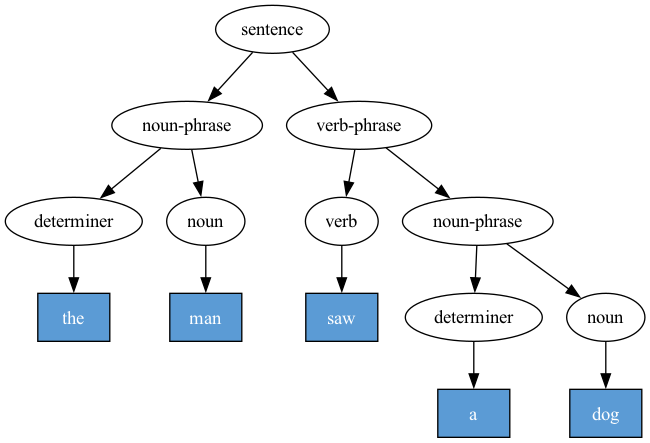 sentence
noun-phrase
verb-phrase
determiner
noun
verb
noun-phrase
the
man
saw
determiner
noun
a
dog